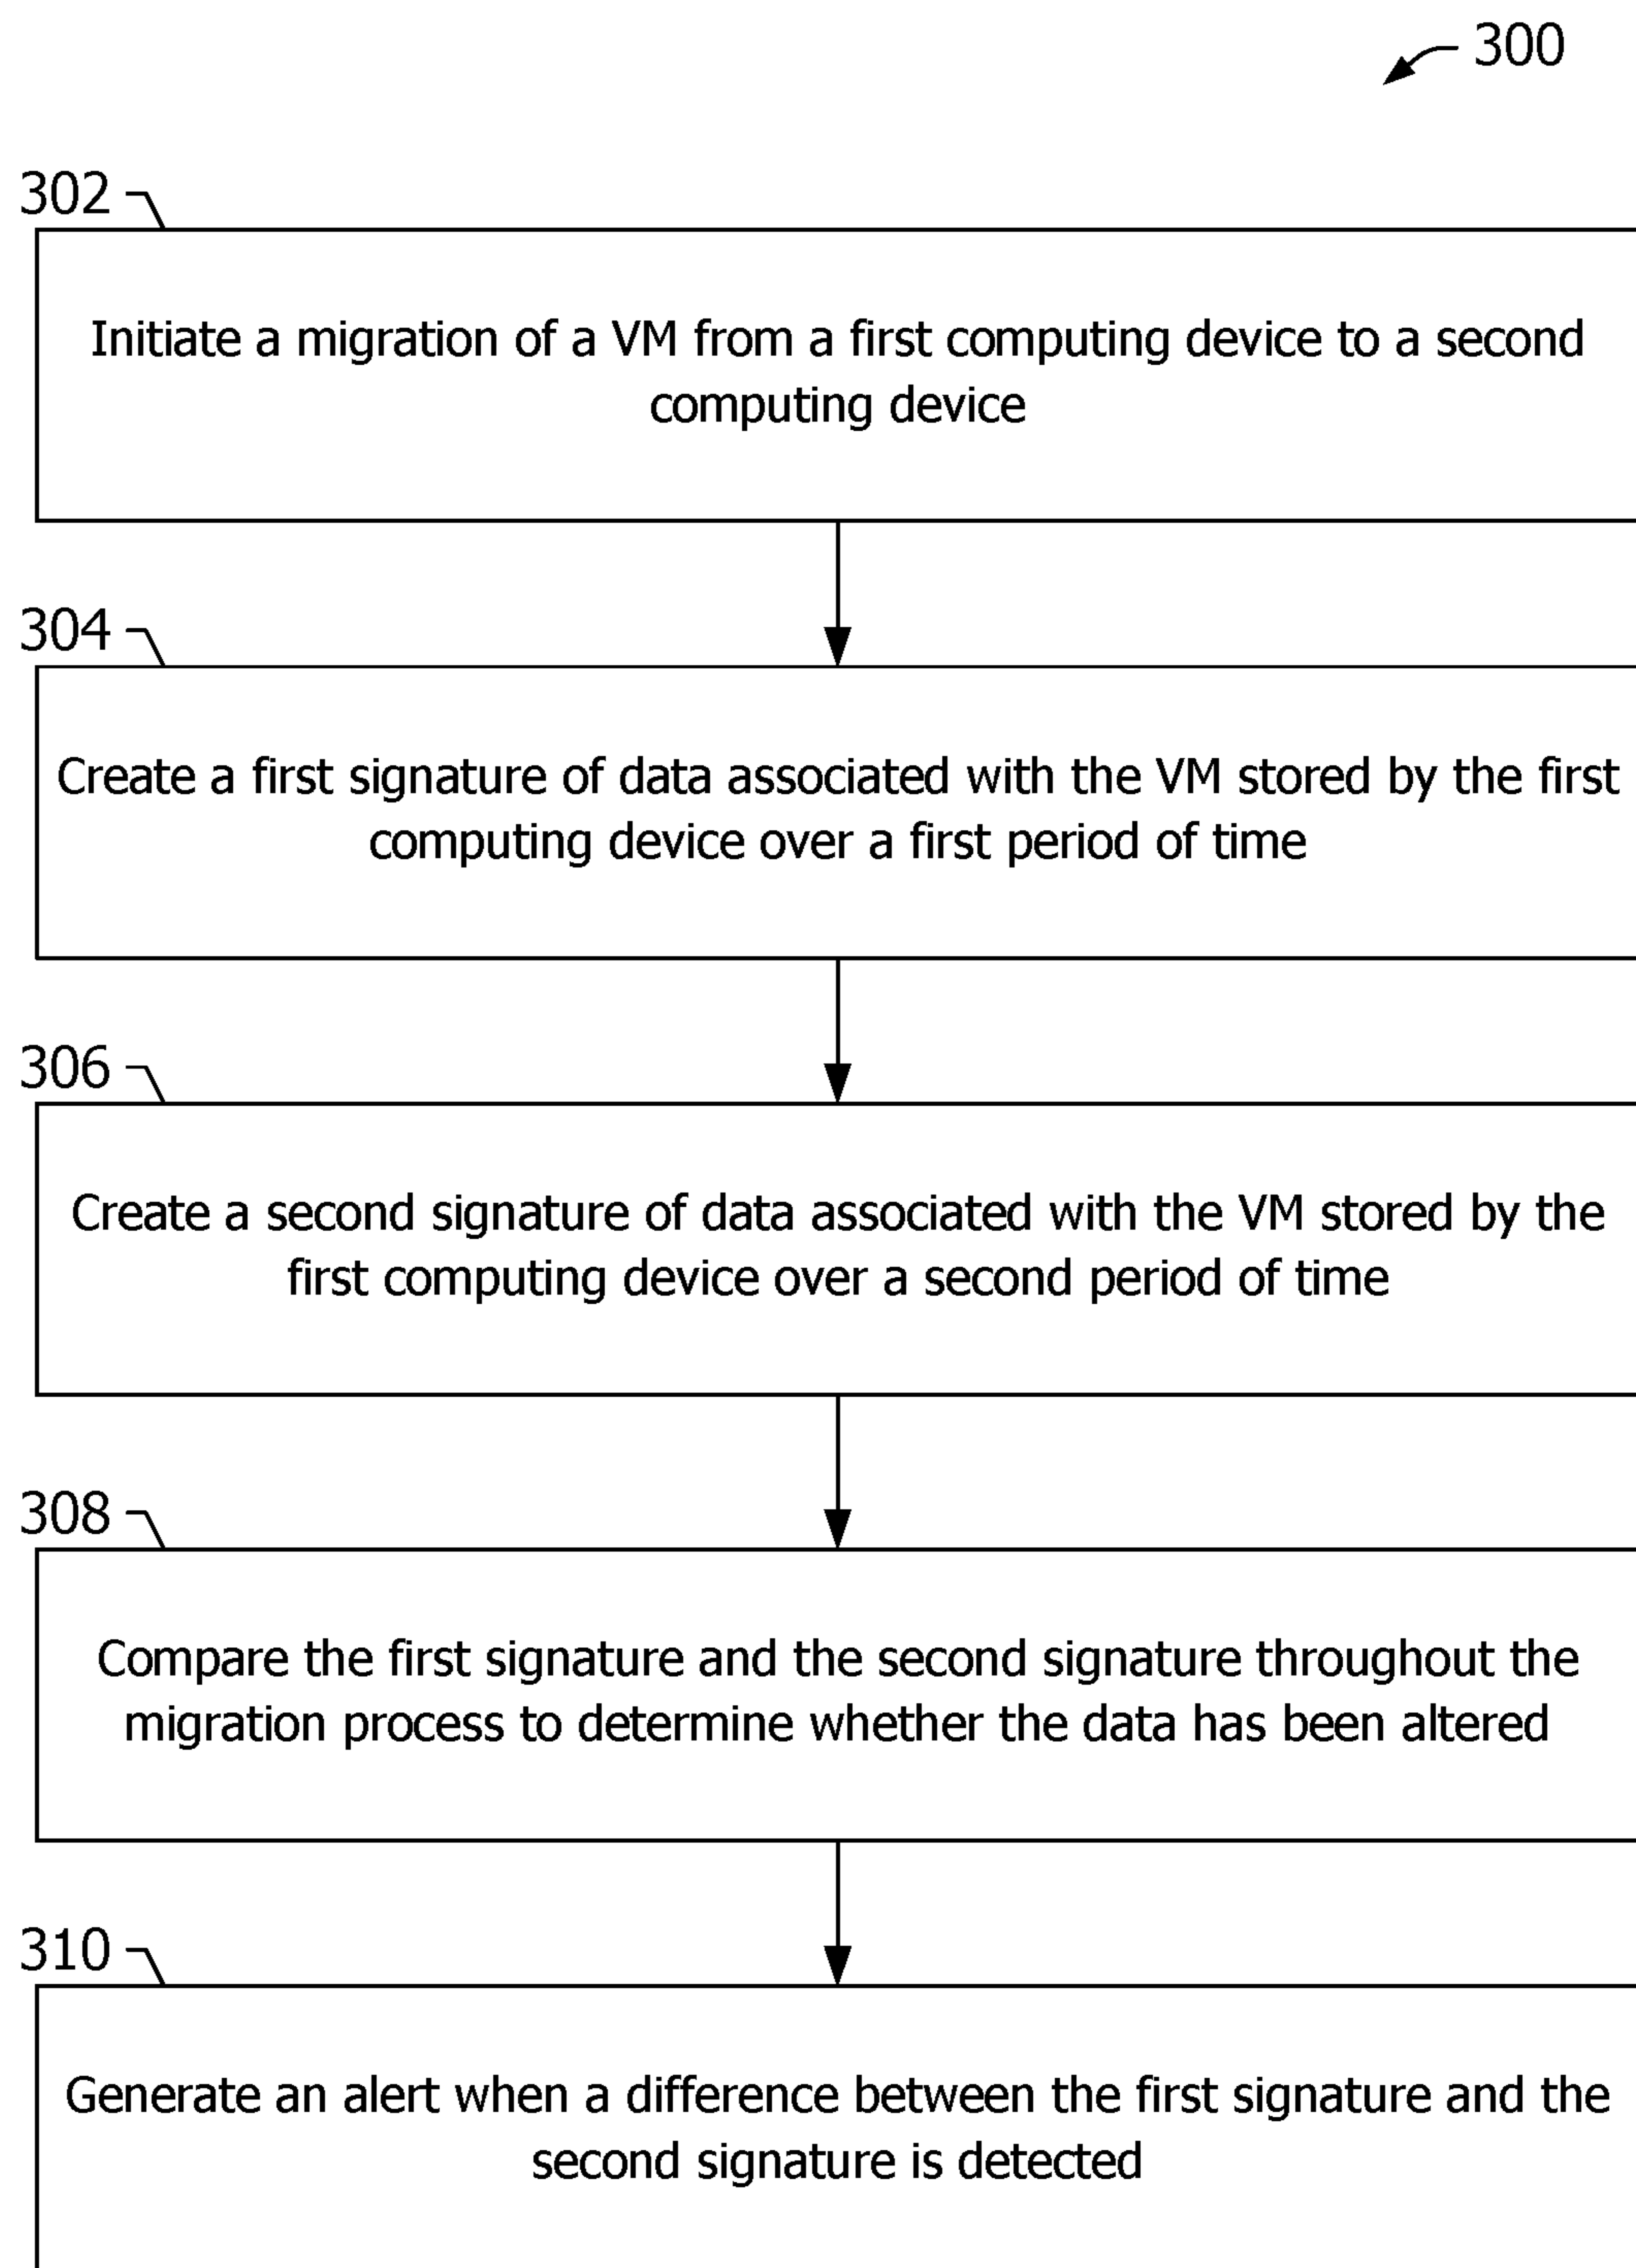 300
302
Initiate a migration of a VM from a first computing device to a second
computing device
304
Create a first signature of data associated with the VM stored by the first
computing device over a first period of time
306
Create a second signature of data associated with the VM stored by the
first computing device over a second period of time
308
Compare the first signature and the second signature throughout the
migration process to determine whether the data has been altered
310
Generate an alert when a difference between the first signature and the
second signature is detected